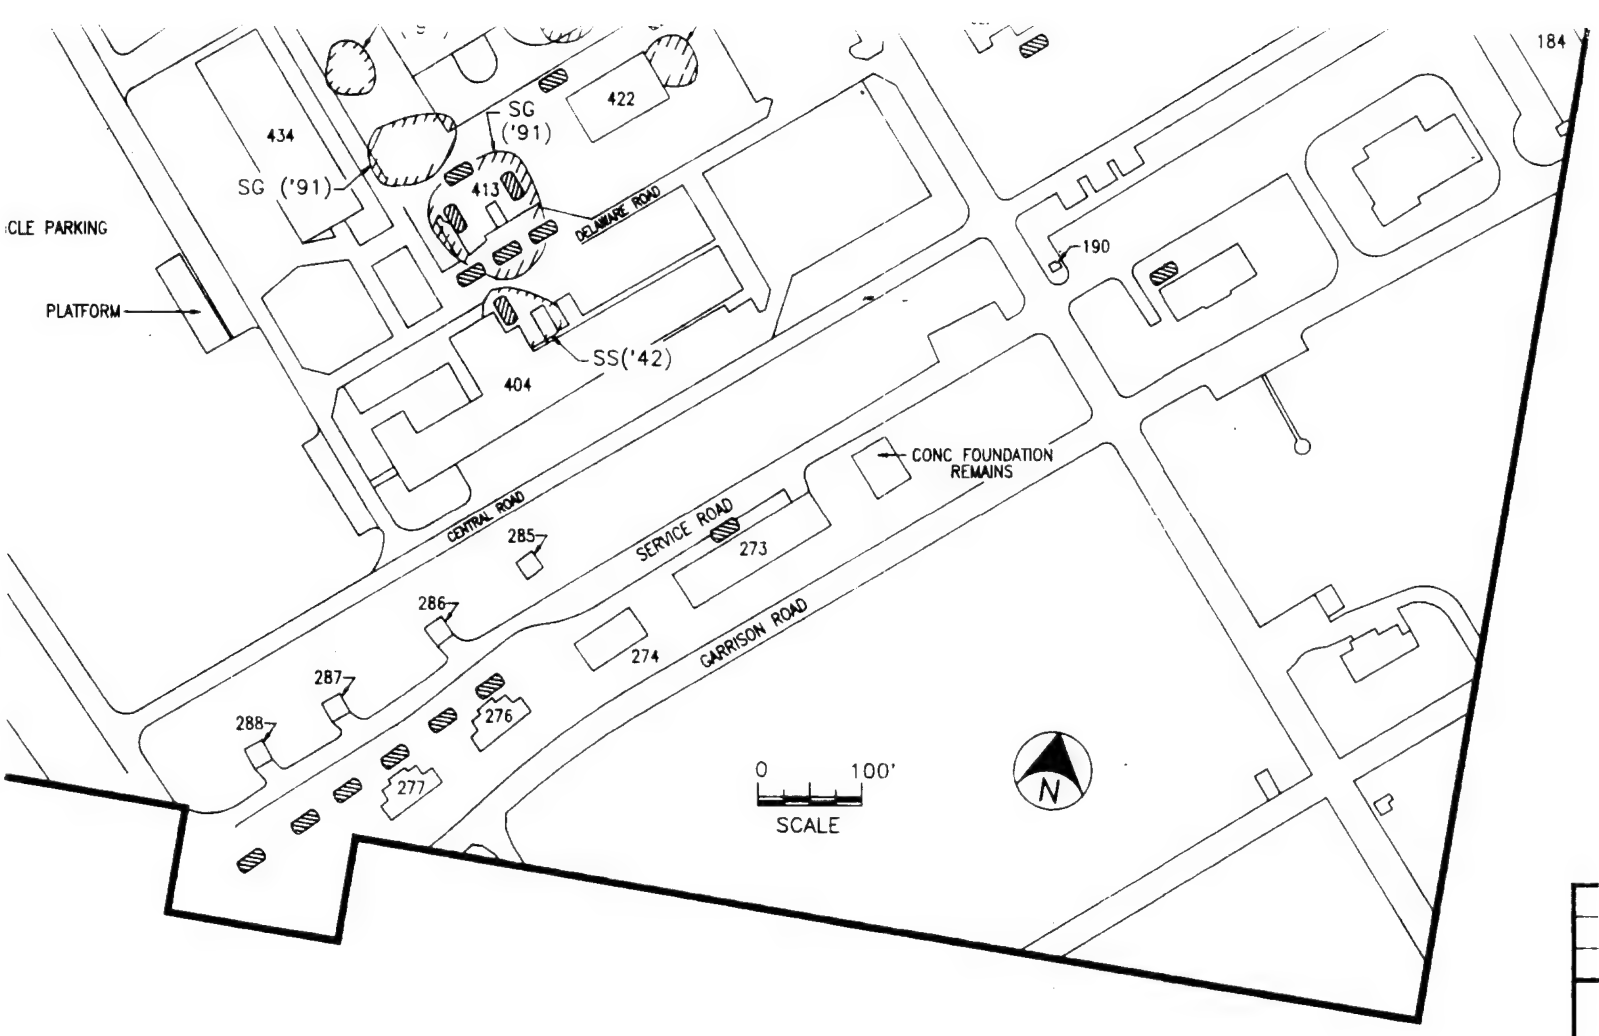 184
422
SG
('91)
434
SG ('91)
413
DELAWARE ROAD
CLE PARKING
190
PLATFORM
SS('42)
404
CONC FOUNDATION
REMAINS
CENTRAL ROAD
SERVICE ROAD
285
273
286
GARRISON ROAD
274
287
276
288
277
0 100'
SCALE
N